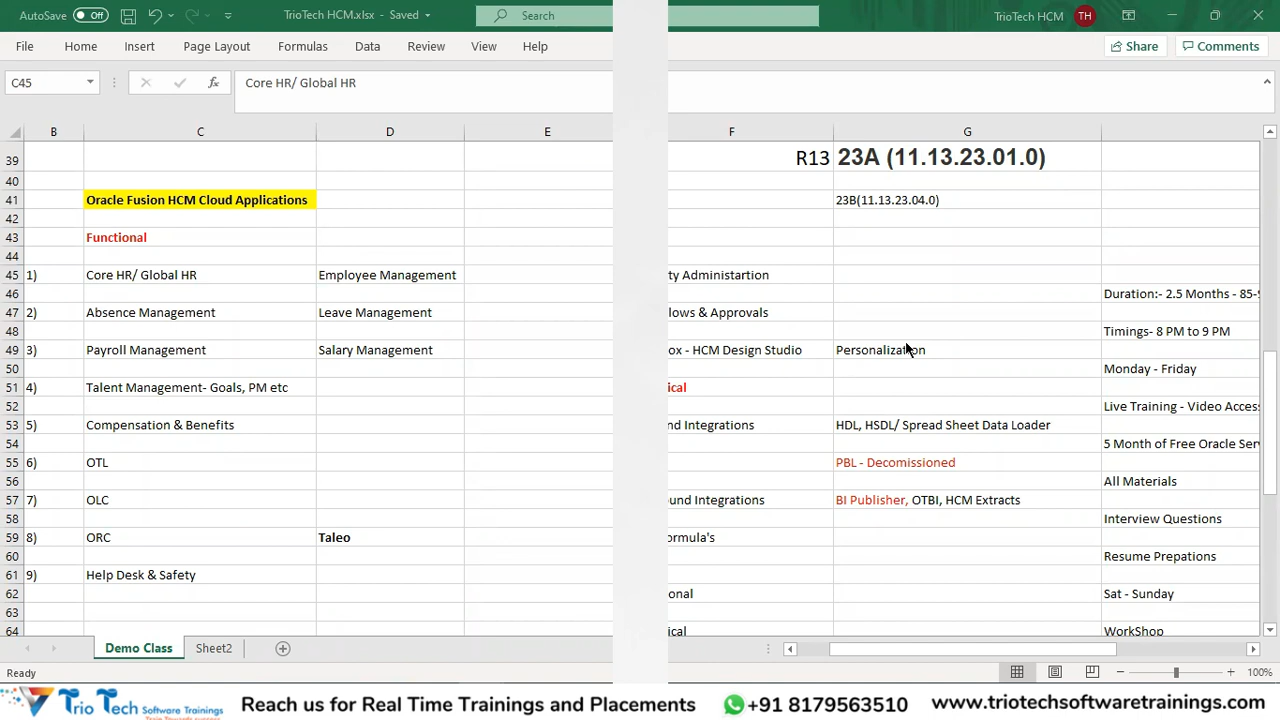 AutoSave Off TrioTech HCM.xlsx - Saved Search TrioTech HCM TH
File Home Insert Page Layout Formulas Data Review View Help Share Comments
C45 fx Core HR/ Global HR
B C D E F G
39 R13 23A (11.13.23.01.0)
40
41 Oracle Fusion HCM Cloud Applications 23B(11.13.23.04.0)
42
43 Functional
44
45 1) Core HR/ Global HR Employee Management ty Administartion
46 Duration:- 2.5 Months - 85-
47 2) Absence Management Leave Management lows & Approvals
48 Timings- 8 PM to 9 PM
49 3) Payroll Management Salary Management ox - HCM Design Studio Personalization
50 Monday - Friday
51 4) Talent Management- Goals, PM etc ical
52 Live Training - Video Acces
53 5) Compensation & Benefits nd Integrations HDL, HSDL/ Spread Sheet Data Loader
54 5 Month of Free Oracle Ser
55 6) OTL PBL - Decomissioned
56 All Materials
57 7) OLC ound Integrations BI Publisher, OTBI, HCM Extracts
58 Interview Questions
59 8) ORC Taleo ormula's
60 Resume Prepations
61 9) Help Desk & Safety
62 onal Sat - Sunday
63
64 ical WorkShop
Demo Class Sheet2
Ready 100%
Trio Tech Software Trainings Reach us for Real Time Trainings and Placements +91 8179563510 www.triotechsoftwaretrainings.com
Trio Towards success